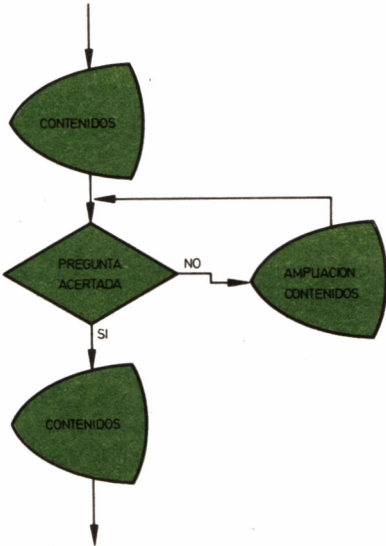 CONTENIDOS
PREGUNTA
ACERTADA
NO
AMPLIACION
CONTENIDOS
SI
CONTENIDOS